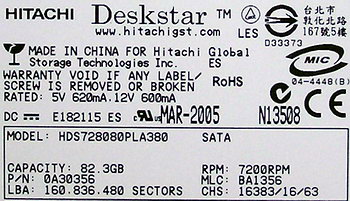 HITACHI Deskstar™
www.hitachigst.com
LES D33373
台北市
敦化北路
167號5樓
MADE IN CHINA FOR Hitachi Global
Storage Technologies Inc. ES
WARRANTY VOID IF ANY LABEL/
SCREW IS REMOVED OR BROKEN
RoHS
MIC
04-4448(B)
RATED: 5V 620mA.12V 600mA
DC E182115 ES MAR-2005 N13508
MODEL: HDS728080PLA380 SATA
CAPACITY: 82.3GB RPM: 7200RPM
P/N: 0A30356 MLC: BA1356
LBA: 160.836.480 SECTORS CHS: 16383/16/63